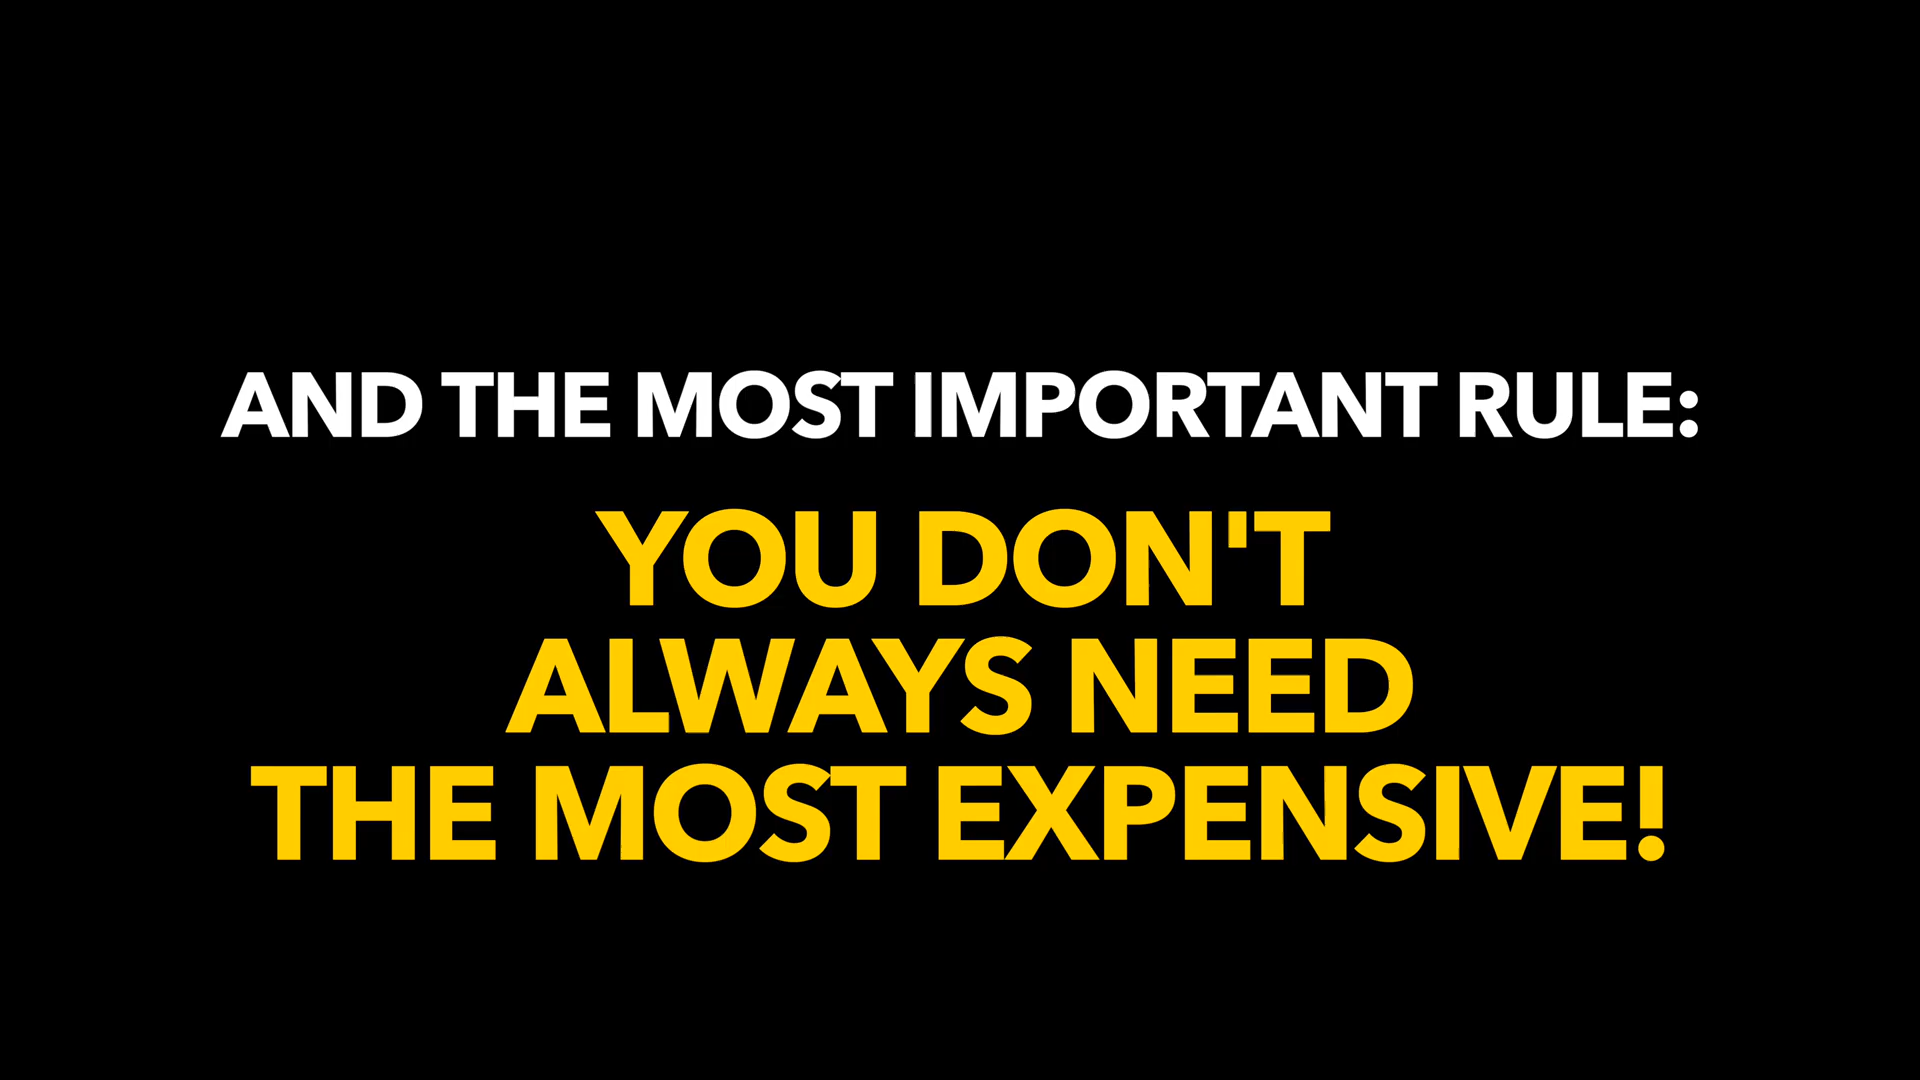 AND THE MOST IMPORTANT RULE:
YOU DON'T
ALWAYS NEED
THE MOST EXPENSIVE!